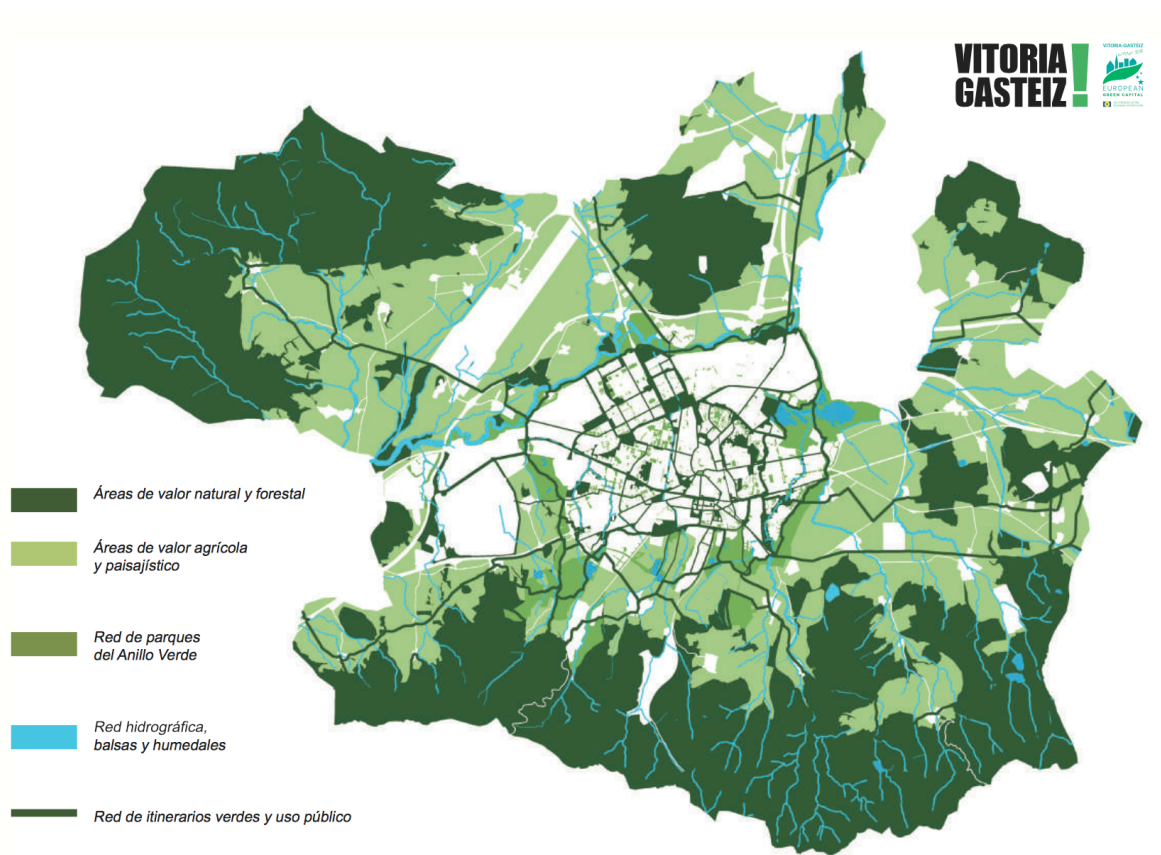 VITORIA
GASTEIZ!
VITORIA-GASTEIZ
EUROPEAN
GREEN CAPITAL
Áreas de valor natural y forestal
Áreas de valor agrícola
y paisajístico
Red de parques
del Anillo Verde
Red hidrográfica,
balsas y humedales
Red de itinerarios verdes y uso público